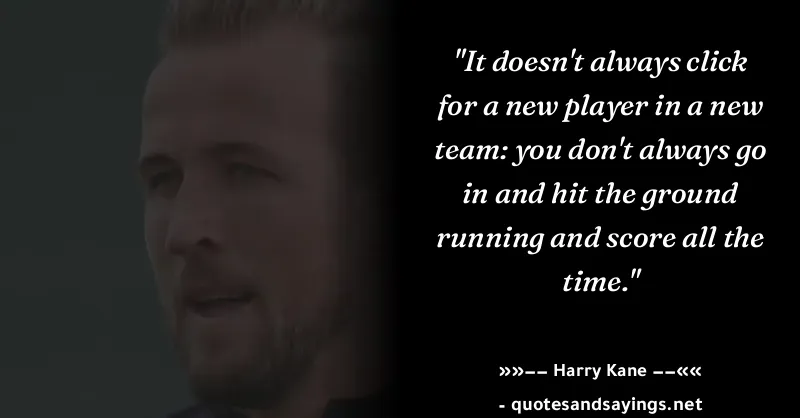 "It doesn't always click
for a new player in a new
team: you don't always go
in and hit the ground
running and score all the
time."
»»−− Harry Kane −−««
- quotesandsayings.net